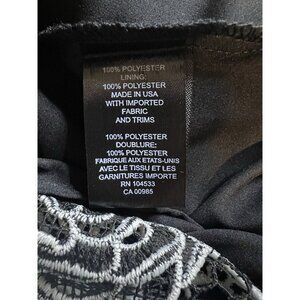 100% POLYESTER
LINING:
100% POLYESTER
MADE IN USA
WITH IMPORTED
FABRIC
AND TRIMS
100% POLYESTER
DOUBLURE:
100% POLYESTER
FABRIQUÉ AUX ETATS-UNIS
AVEC LE TISSU ET LES
GARNITURES IMPORTE
RN 104533
CA 00985